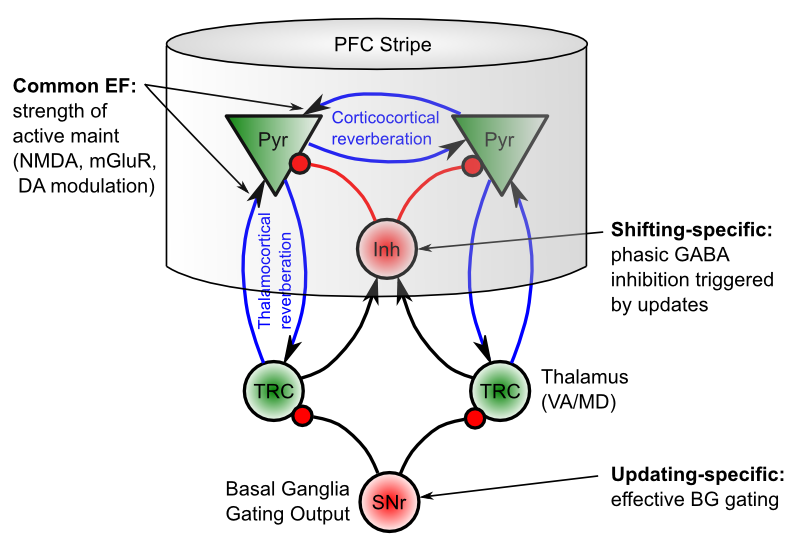 PFC Stripe
Common EF:
strength of
active maint
(NMDA, mGluR,
DA modulation)
Corticocortical
reverberation
Pyr
Pyr
Inh
Shifting-specific:
phasic GABA
inhibition triggered
by updates
Thalamocortical
reverberation
TRC
TRC
Thalamus
(VA/MD)
Basal Ganglia
Gating Output
SNr
Updating-specific:
effective BG gating